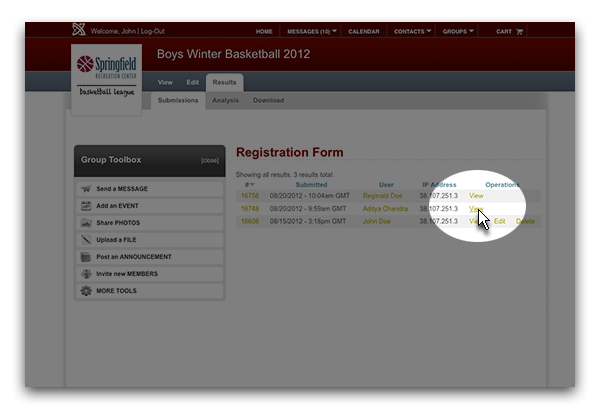 Welcome, John | Log-Out
HOME MESSAGES (10) CALENDAR CONTACTS GROUPS CART
Boys Winter Basketball 2012
Springfield
RECREATION CENTER
basketball league
View Edit Results
Submissions Analysis Download
Group Toolbox [close]
Send a MESSAGE
Add an EVENT
Share PHOTOS
Upload a FILE
Post an ANNOUNCEMENT
Invite new MEMBERS
MORE TOOLS
Registration Form
Showing all results. 3 results total.
# Submitted User IP Address Operations
16758 08/20/2012 - 10:04am GMT Reginald Doe 38.107.251.3 View
16748 08/20/2012 - 9:59am GMT Aditya Chandra 38.107.251.3 View
16608 08/15/2012 - 3:18pm GMT John Doe 38.107.251.3 View Edit Delete